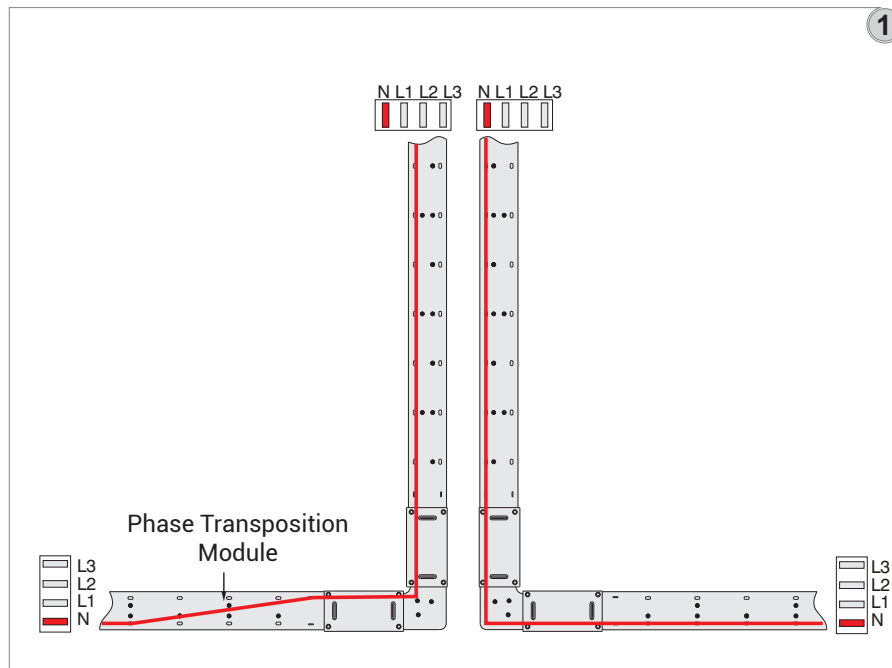 1
N L1 L2 L3
N L1 L2 L3
Phase Transposition
Module
L3
L2
L1
N
L3
L2
L1
N